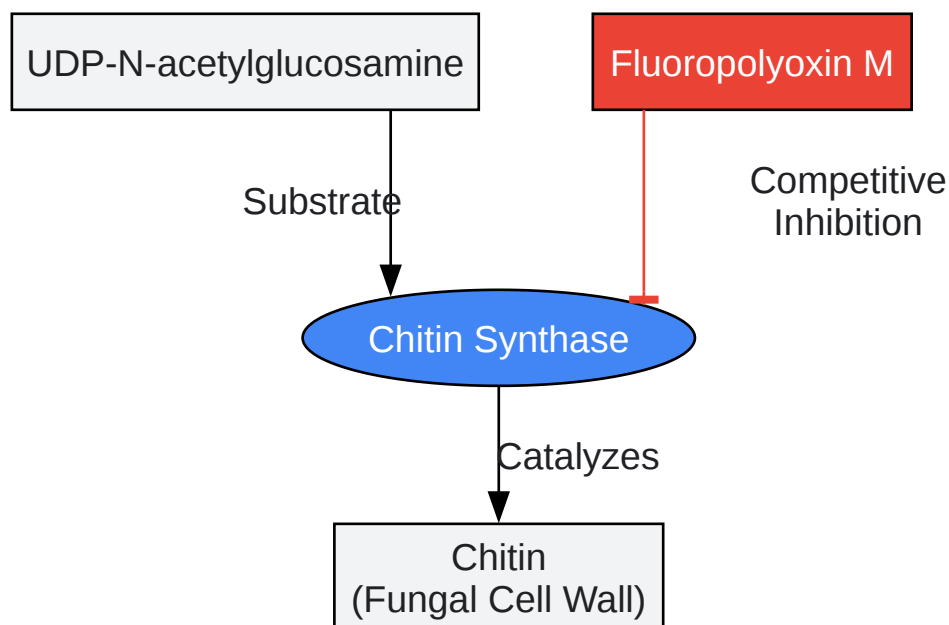 UDP-N-acetylglucosamine
Fluoropolyoxin M
Substrate
Competitive
Inhibition
Chitin Synthase
Catalyzes
Chitin
(Fungal Cell Wall)